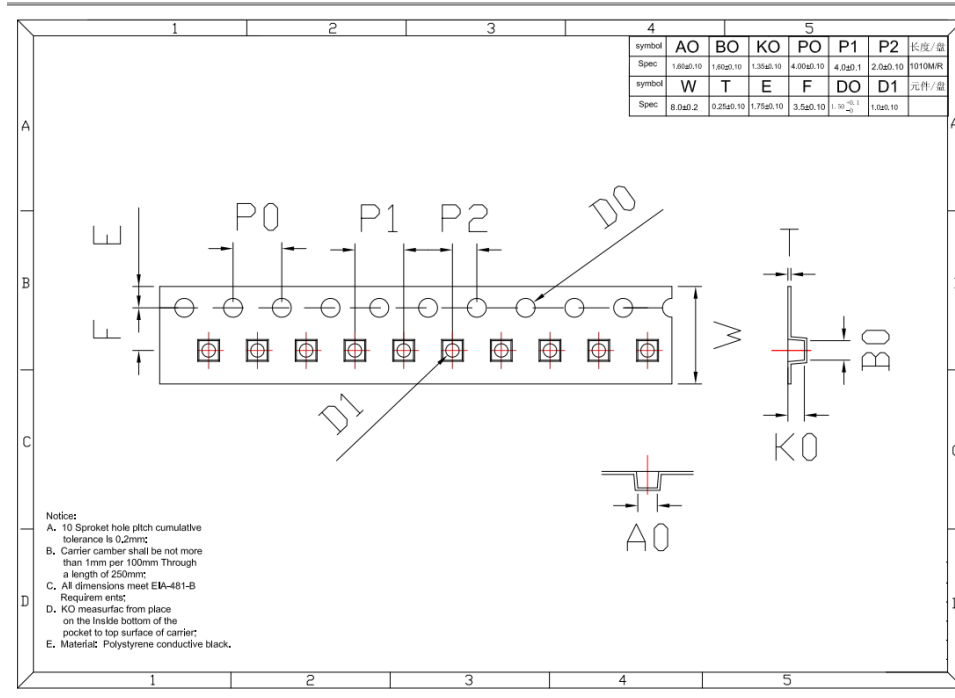 1 2 3 4 5
symbol AO BO KO PO P1 P2 长度/盘
Spec 1.60±0.10 1.60±0.10 1.35±0.10 4.00±0.10 4.0±0.1 2.0±0.10 1010M/R
symbol W T E F DO D1 元件/盘
Spec 8.0±0.2 0.25±0.10 1.75±0.10 3.5±0.10 1.50 +0.1 -0 1.0±0.10
A A
E P0 P1 P2 D0
T
B
F W B0
D1
K0
C
A0
Notice:
A. 10 Sproket hole pitch cumulative
tolerance is 0.2mm;
B. Carrier camber shall be not more
than 1mm per 100mm Through
a length of 250mm;
C. All dimensions meet EIA-481-B
Requirem ents;
D. KO measurfac from place
on the Inside bottom of the
pocket to top surface of carrier;
E. Material: Polystyrene conductive black.
D
1 2 3 4 5